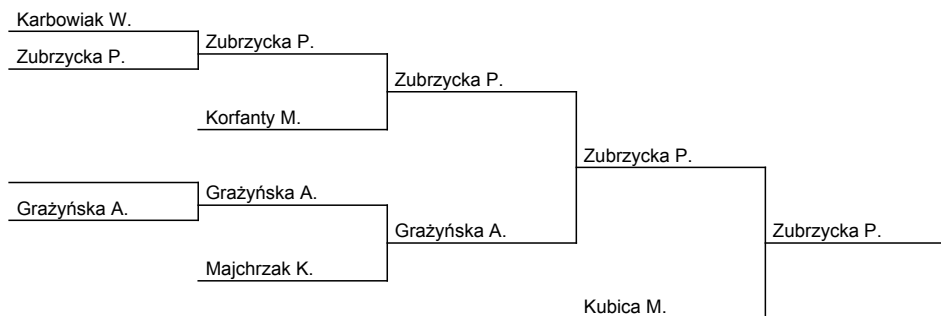 Karbowiak W.
Zubrzycka P.
Zubrzycka P.
Zubrzycka P.
Korfanty M.
Zubrzycka P.
Grażyńska A.
Grażyńska A.
Grażyńska A.
Zubrzycka P.
Majchrzak K.
Kubica M.